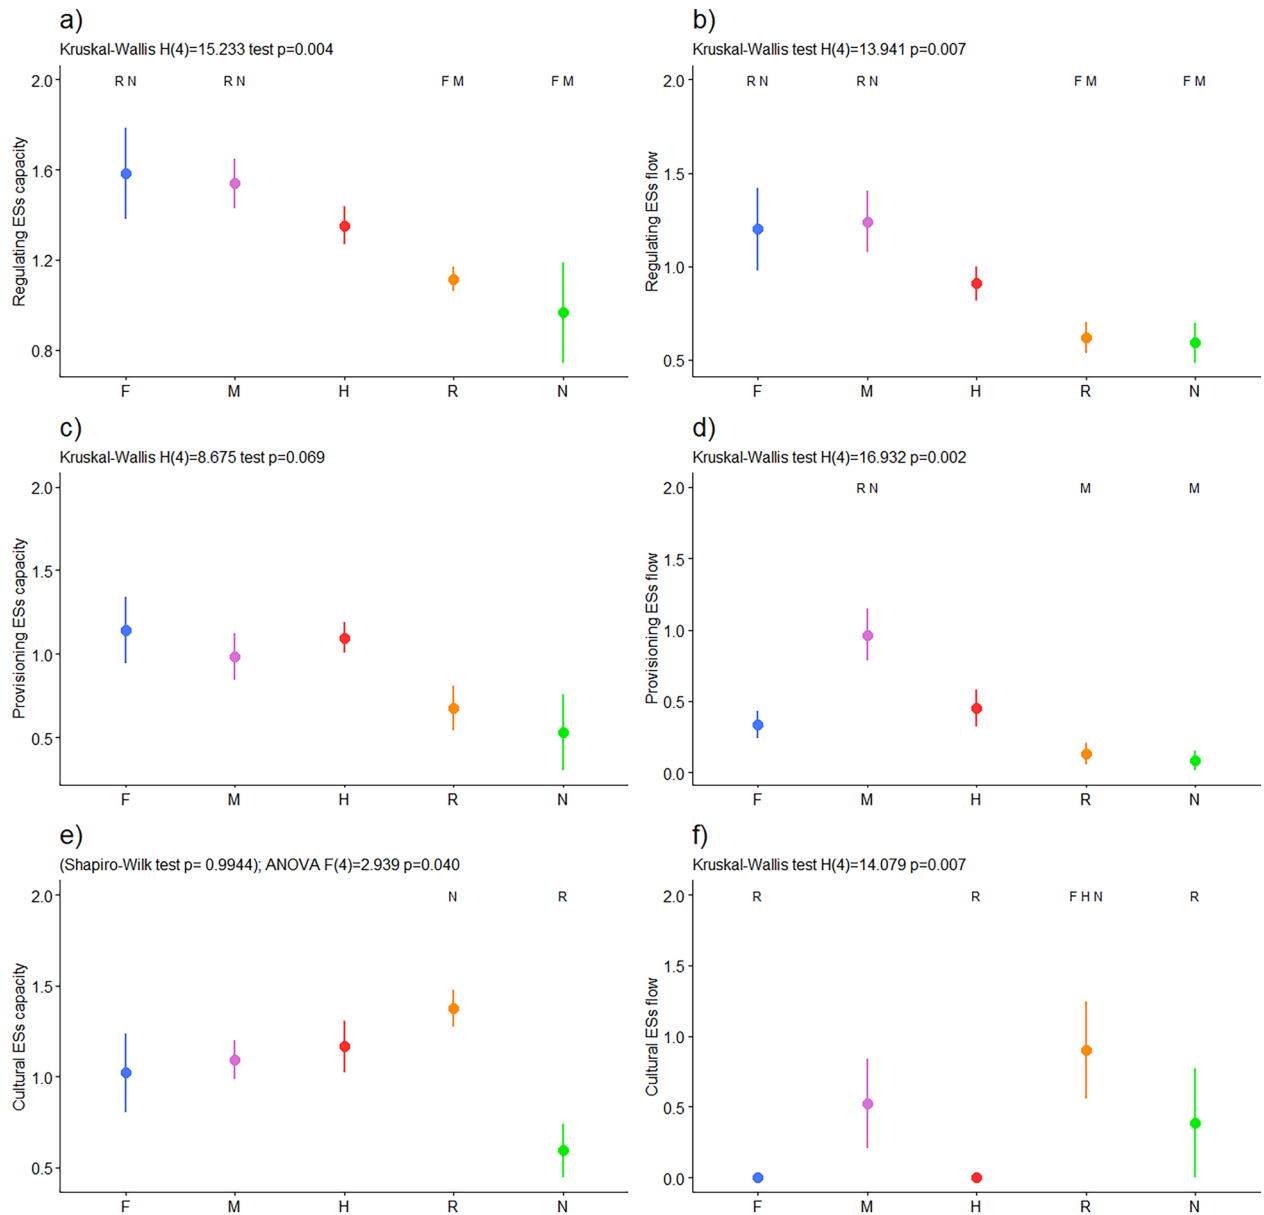 a)
Kruskal-Wallis H(4)=15.233 test p=0.004
R N R N F M F M
2.0
1.6
1.2
0.8
Regulating ESs capacity
F M H R N
b)
Kruskal-Wallis test H(4)=13.941 p=0.007
R N R N F M F M
2.0
1.5
1.0
0.5
Regulating ESs flow
F M H R N
c)
Kruskal-Wallis H(4)=8.675 test p=0.069
2.0
1.5
1.0
0.5
Provisioning ESs capacity
F M H R N
d)
Kruskal-Wallis test H(4)=16.932 p=0.002
R N M M
2.0
1.5
1.0
0.5
0.0
Provisioning ESs flow
F M H R N
e)
(Shapiro-Wilk test p= 0.9944); ANOVA F(4)=2.939 p=0.040
N R
2.0
1.5
1.0
0.5
Cultural ESs capacity
F M H R N
f)
Kruskal-Wallis test H(4)=14.079 p=0.007
R R F H N R
2.0
1.5
1.0
0.5
0.0
Cultural ESs flow
F M H R N